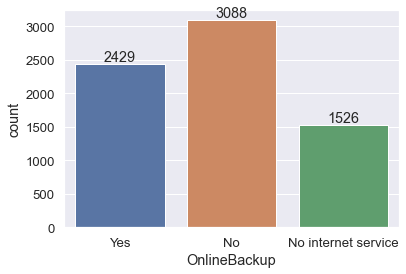 3088
3000
2500
2429
2000
1526
1500
1000
500
0
count
Yes
No
No internet service
OnlineBackup